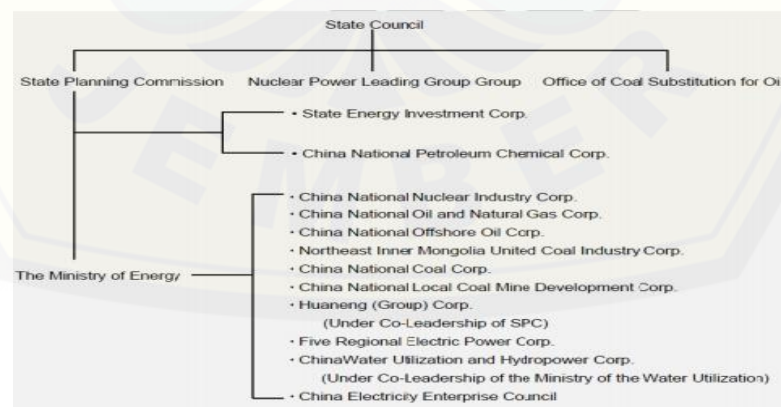 State Council
State Planning Commission Nuclear Power Leading Group Group Office of Coal Substitution for Oil
• State Energy Investment Corp.
• China National Petroleum Chemical Corp.
• China National Nuclear Industry Corp.
• China National Oil and Natural Gas Corp.
• China National Offshore Oil Corp.
• Northeast Inner Mongolia United Coal Industry Corp.
The Ministry of Energy • China National Coal Corp.
• China National Local Coal Mine Development Corp.
• Huaneng (Group) Corp.
(Under Co-Leadership of SPC)
• Five Regional Electric Power Corp.
• ChinaWater Utilization and Hydropower Corp.
(Under Co-Leadership of the Ministry of the Water Utilization)
• China Electricity Enterprise Council
JEMBER